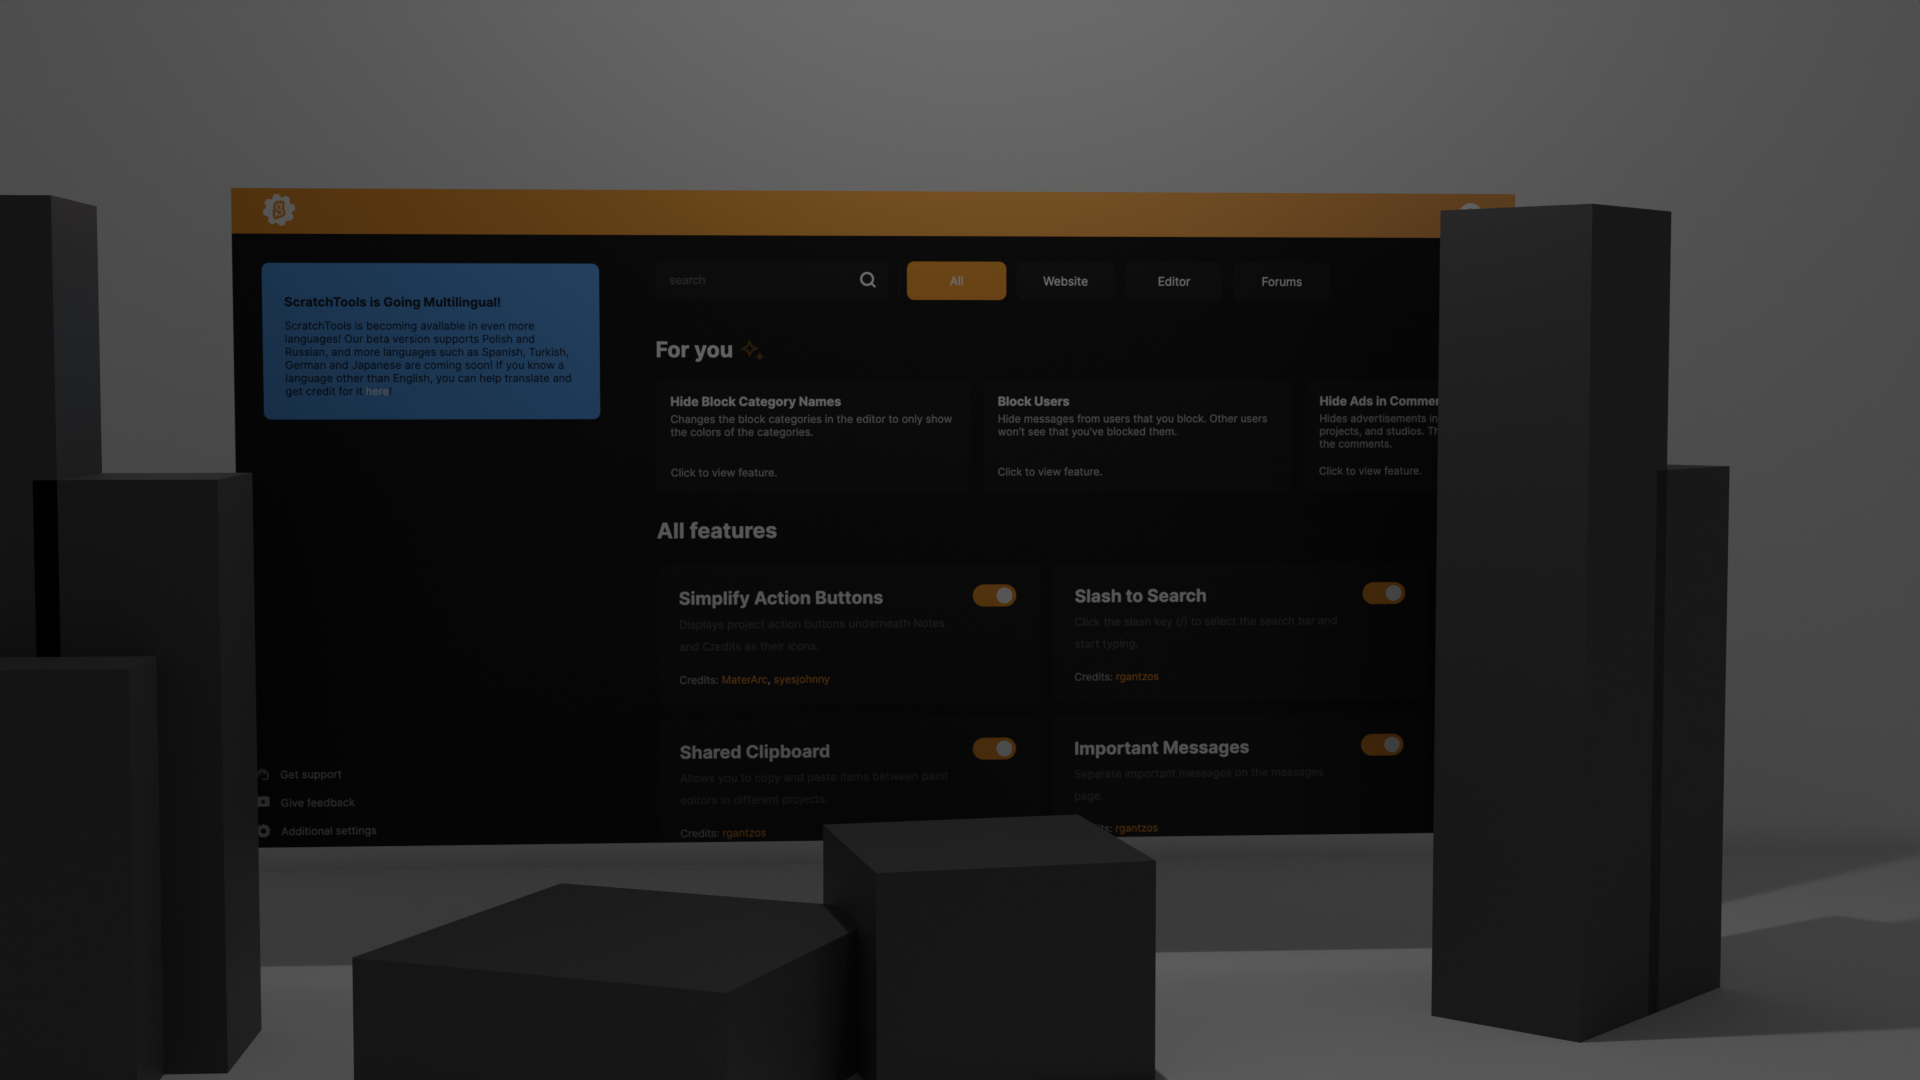 ScratchTools is Going Multilingual!
ScratchTools is becoming available in even more
languages! Our beta version supports Polish and
Russian, and more languages such as Spanish, Turkish,
German and Japanese are coming soon! If you know a
language other than English, you can help translate and
get credit for it here!
Get support
Give feedback
Additional settings
search
All
Website
Editor
Forums
For you
Hide Block Category Names
Changes the block categories in the editor to only show
the colors of the categories.
Click to view feature.
Block Users
Hide messages from users that you block. Other users
won't see that you've blocked them.
Click to view feature.
Hide Ads in
Hides advertisements in
projects, and studios.
the comments.
Click to view feature.
All features
Simplify Action Buttons
Displays project action buttons underneath Notes
and Credits as their icons.
Credits: MaterArc, syesjohnny
Slash to Search
Click the slash key (/) to select the search bar and
start typing.
Credits: rgantzos
Shared Clipboard
Allows you to copy and paste items between paint
editors in different projects.
Credits: rgantzos
Important Messages
Separate important messages on the messages
page.
rgantzos